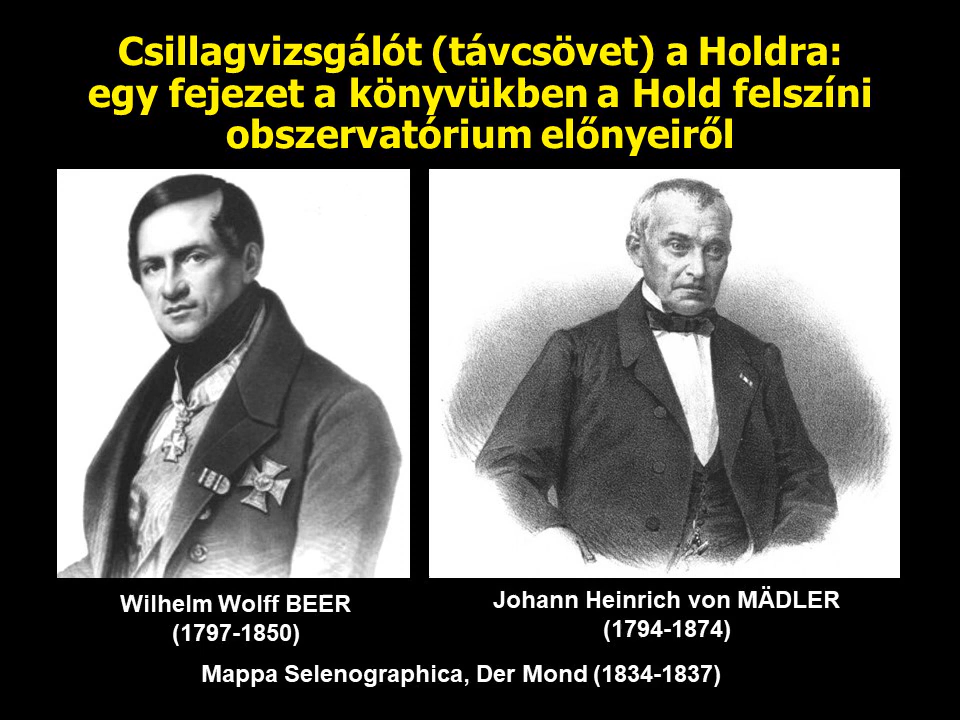 Csillagvizsgálót (távcsövet) a Holdra:
egy fejezet a könyvükben a Hold felszíni
obszervatórium előnyeiről
Wilhelm Wolff BEER
(1797-1850)
Johann Heinrich von MÄDLER
(1794-1874)
Mappa Selenographica, Der Mond (1834-1837)